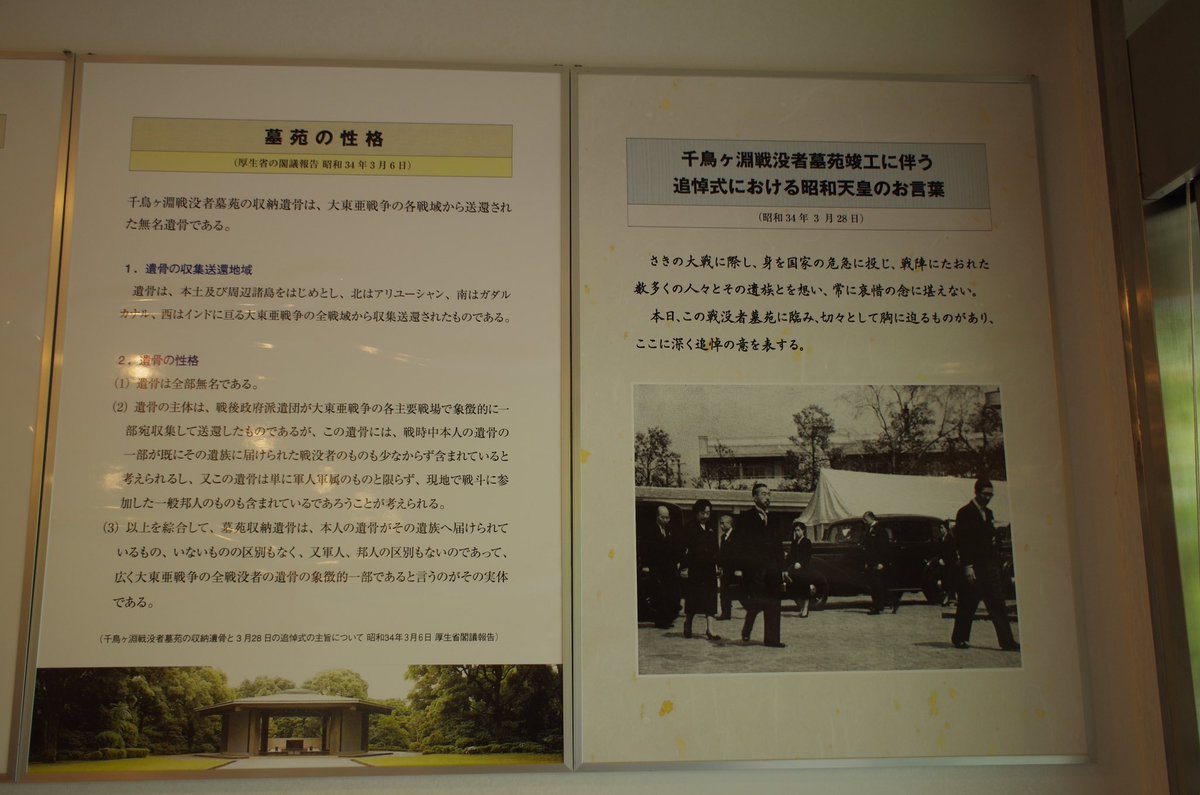 墓苑の性格
(厚生省の閣議報告 昭和34年3月6日)
千鳥ヶ淵戦没者墓苑の収納遺骨は、大東亜戦争の各戦域から送還され
た無名遺骨である。
1．遺骨の収集送還地域
遺骨は、本土及び周辺諸島をはじめとし、北はアリューシャン、南はガダル
カナル、西はインドに亘る大東亜戦争の全戦域から収集送還されたものである。
2．遺骨の性格
(1) 遺骨は全部無名である。
(2) 遺骨の主体は、戦後政府派遣団が大東亜戦争の各主要戦場で象徴的に一
部宛収集して送還したものであるが、この遺骨には、戦時中本人の遺骨の
一部が既にその遺族に届けられた戦没者のものも少なからず含まれていると
考えられるし、又この遺骨は単に軍人軍属のものと限らず、現地で戦斗に参
加した一般邦人のものも含まれているであろうことが考えられる。
(3) 以上を綜合して、墓苑収納遺骨は、本人の遺骨がその遺族へ届けられて
いるもの、いないものの区別もなく、又軍人、邦人の区別もないのであって、
広く大東亜戦争の全戦没者の遺骨の象徴的一部であると言うのがその実体
である。
(千鳥ヶ淵戦没者墓苑の収納遺骨と3月28日の追悼式の主旨について 昭和34年3月6日 厚生省閣議報告)
千鳥ヶ淵戦没者墓苑竣工に伴う
追悼式における昭和天皇のお言葉
(昭和34年 3月28日)
さきの大戦に際し、身を国家の危急に投じ、戦陣にたおれた
数多くの人々とその遺族とを想い、常に哀惜の念に堪えない。
本日、この戦没者墓苑に臨み、切々として胸に迫るものがあり、
ここに深く追悼の意を表する。